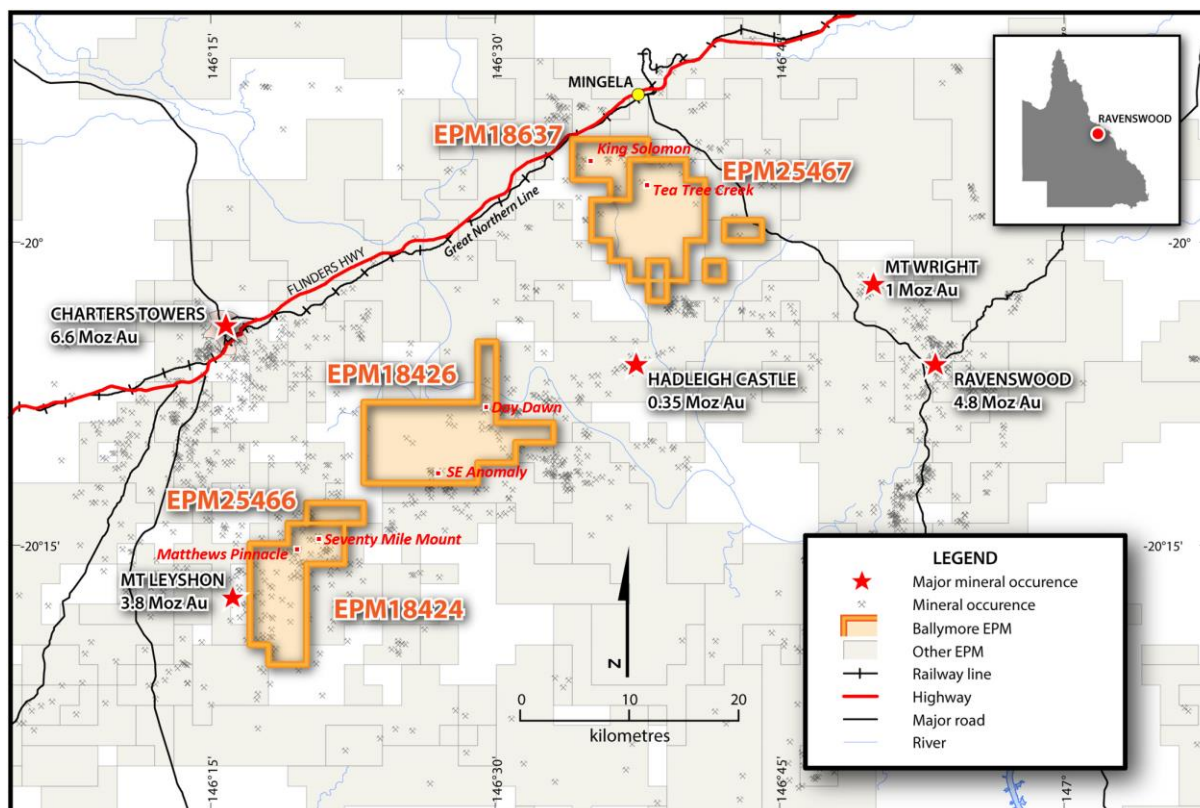 146°15'
146°30'
146°45'
MINGELA
RAVENSWOOD
EPM18637
King Solomon
EPM25467
Tea Tree Creek
-20°
-20°
Great Northern Line
FLINDERS HWY
MT WRIGHT
1 Moz Au
CHARTERS TOWERS
6.6 Moz Au
EPM18426
HADLEIGH CASTLE
0.35 Moz Au
RAVENSWOOD
4.8 Moz Au
Day Dawn
SE Anomaly
EPM25466
Seventy Mile Mount
Matthews Pinnacle
-20°15'
MT LEYSHON
3.8 Moz Au
EPM18424
N
0
10
20
kilometres
LEGEND
Major mineral occurence
Mineral occurence
Ballymore EPM
Other EPM
Railway line
Highway
Major road
River
146°15'
146°30'
146°45'
147°